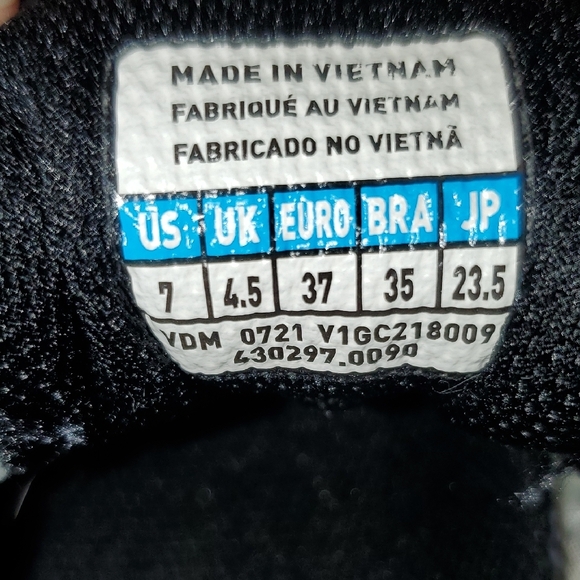 MADE IN VIETNAM
FABRIQUÉ AU VIETNAM
FABRICADO NO VIETNÃ
US UK EURO BRA JP
7 4.5 37 35 23.5
YDM 0721 V1GC218009
430297.0090